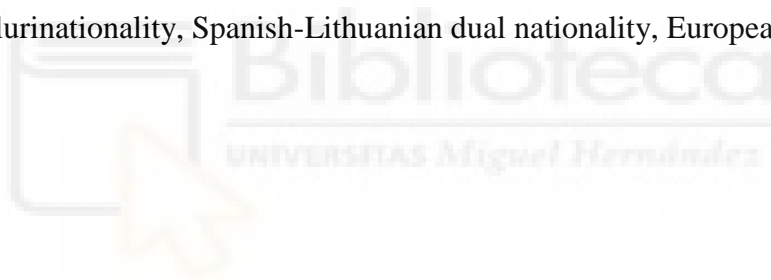 lurinationality, Spanish-Lithuanian dual nationality, Europea
Biblioteca
UNIVERSITAS Miguel Hernández